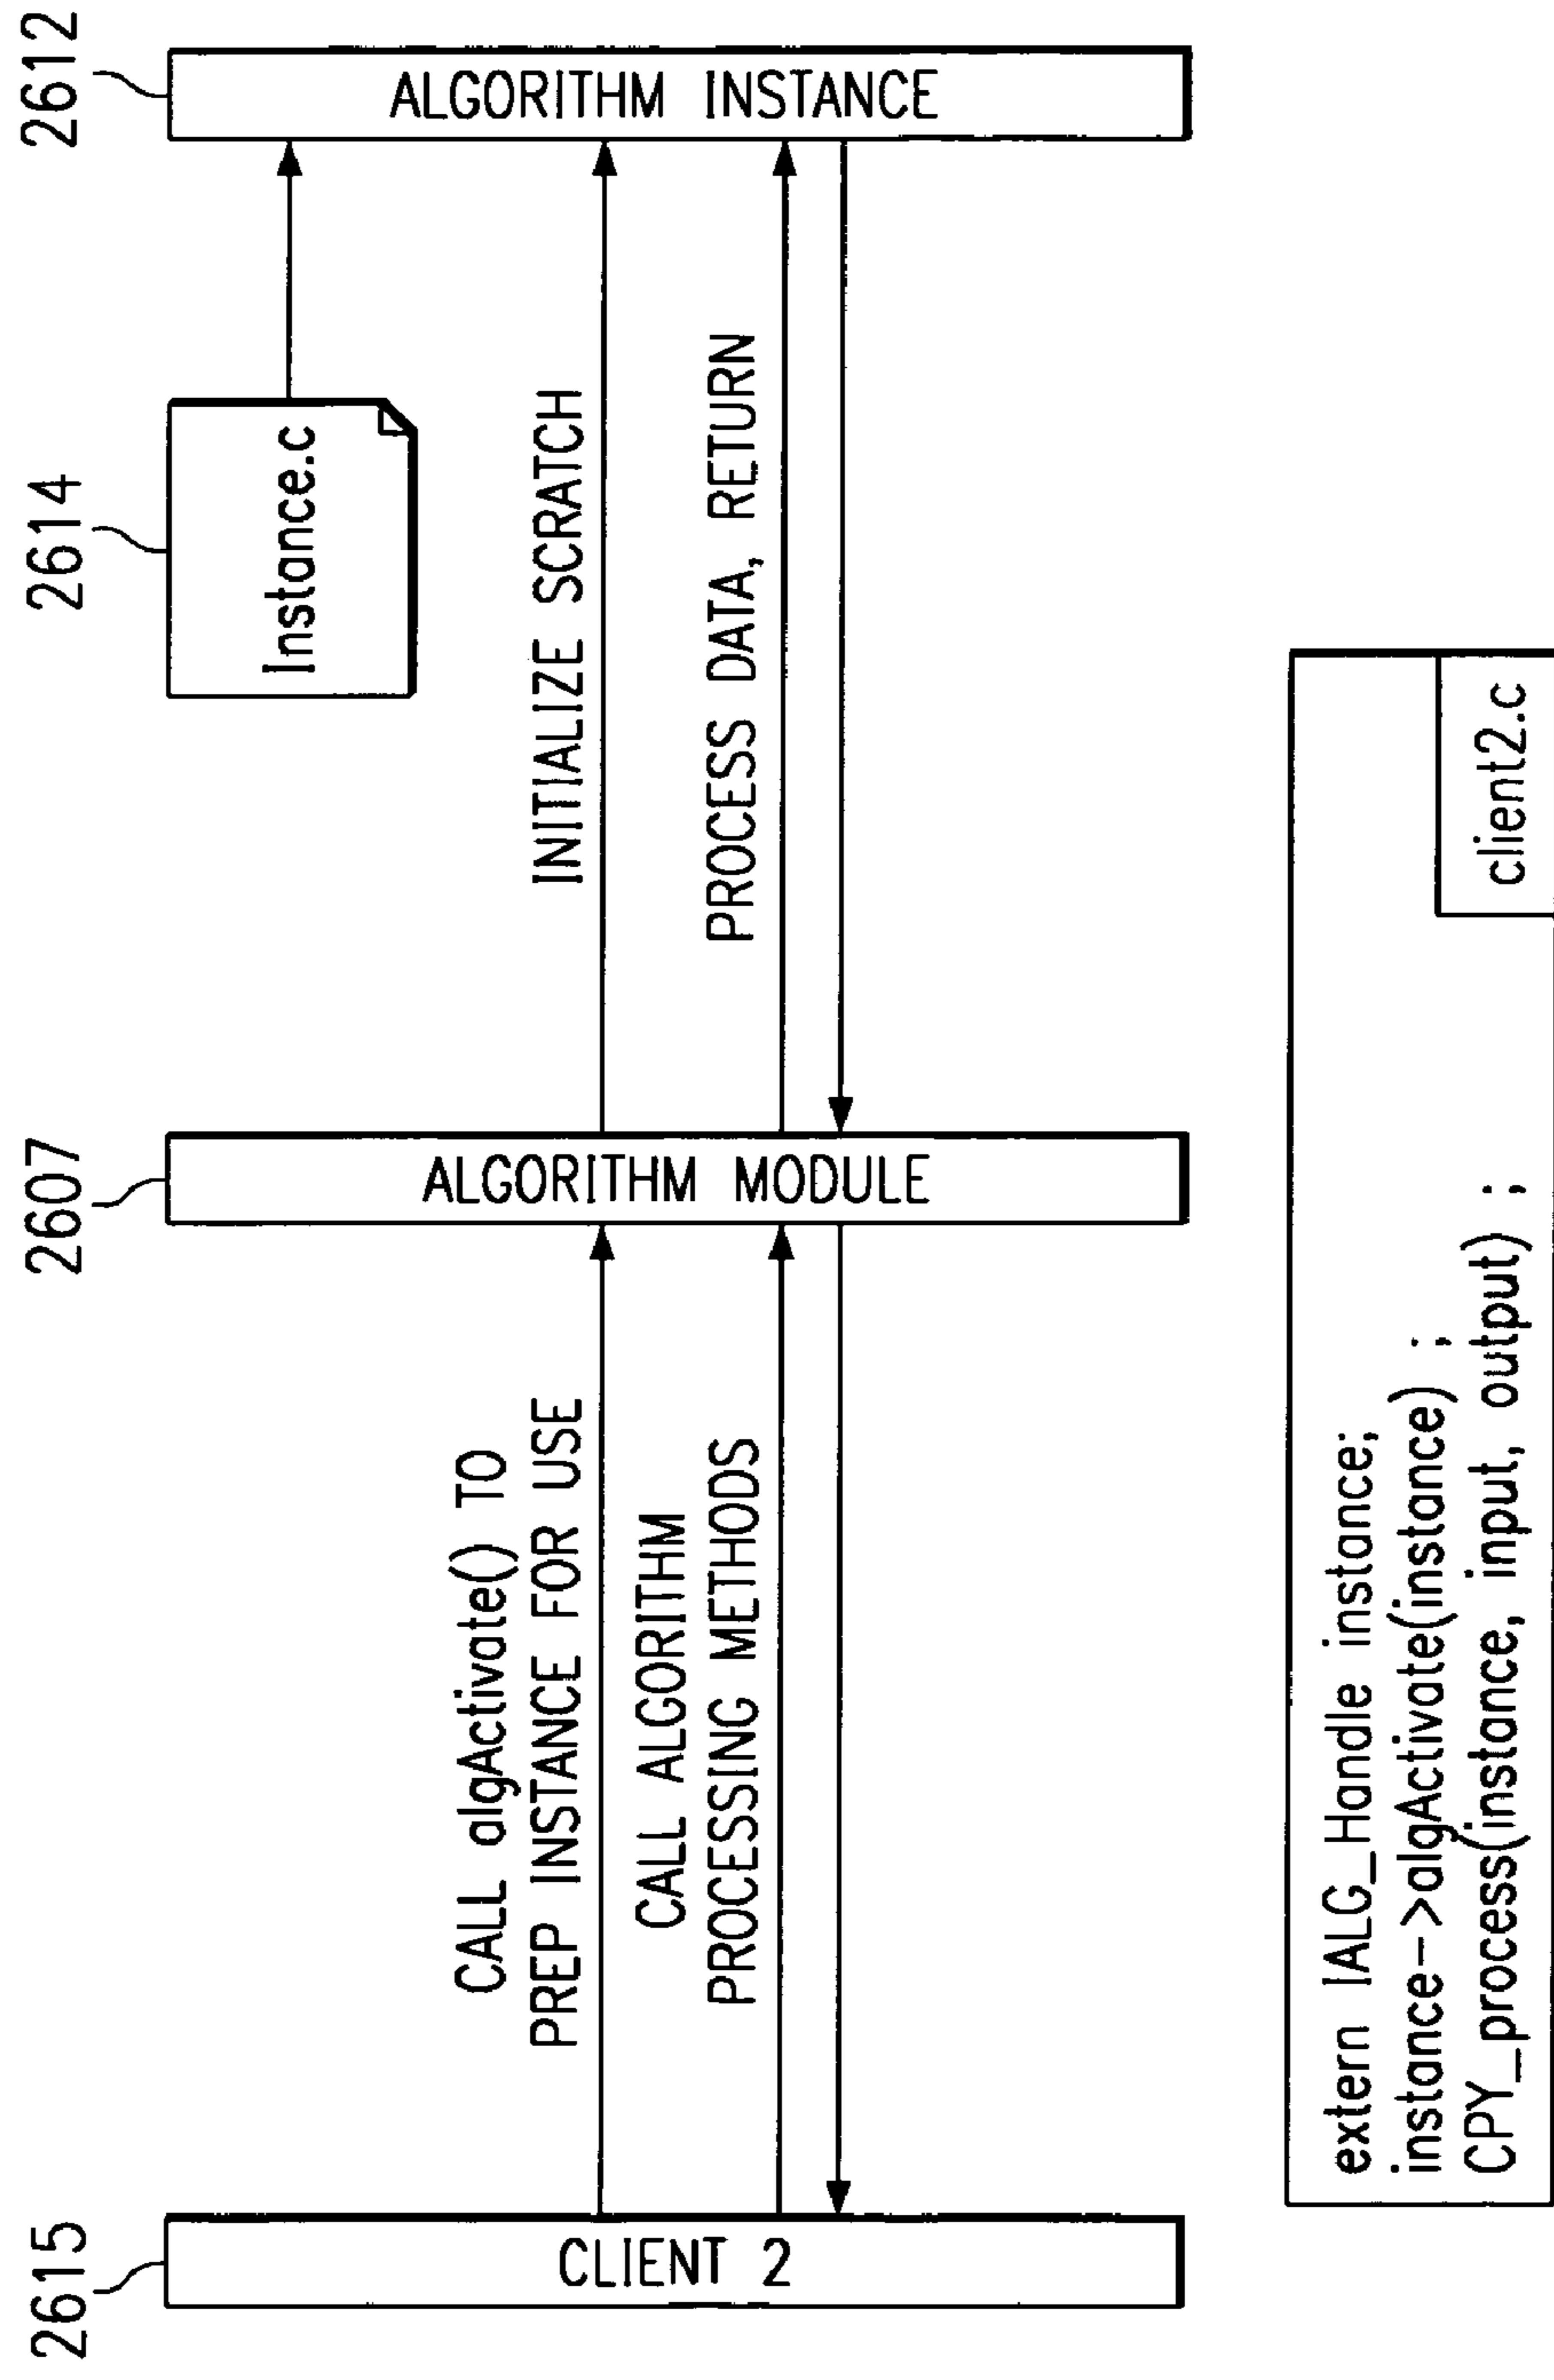 2615
2607
2614
2612
CLIENT 2
ALGORITHM MODULE
ALGORITHM INSTANCE
Instance.c
CALL algActivate() TO
PREP INSTANCE FOR USE
INITIALIZE SCRATCH
CALL ALGORITHM
PROCESSING METHODS
PROCESS DATA, RETURN
extern IALG_Handle instance;
instance->algActivate(instance) ;
CPY_process(instance, input, output) ;
client2.c